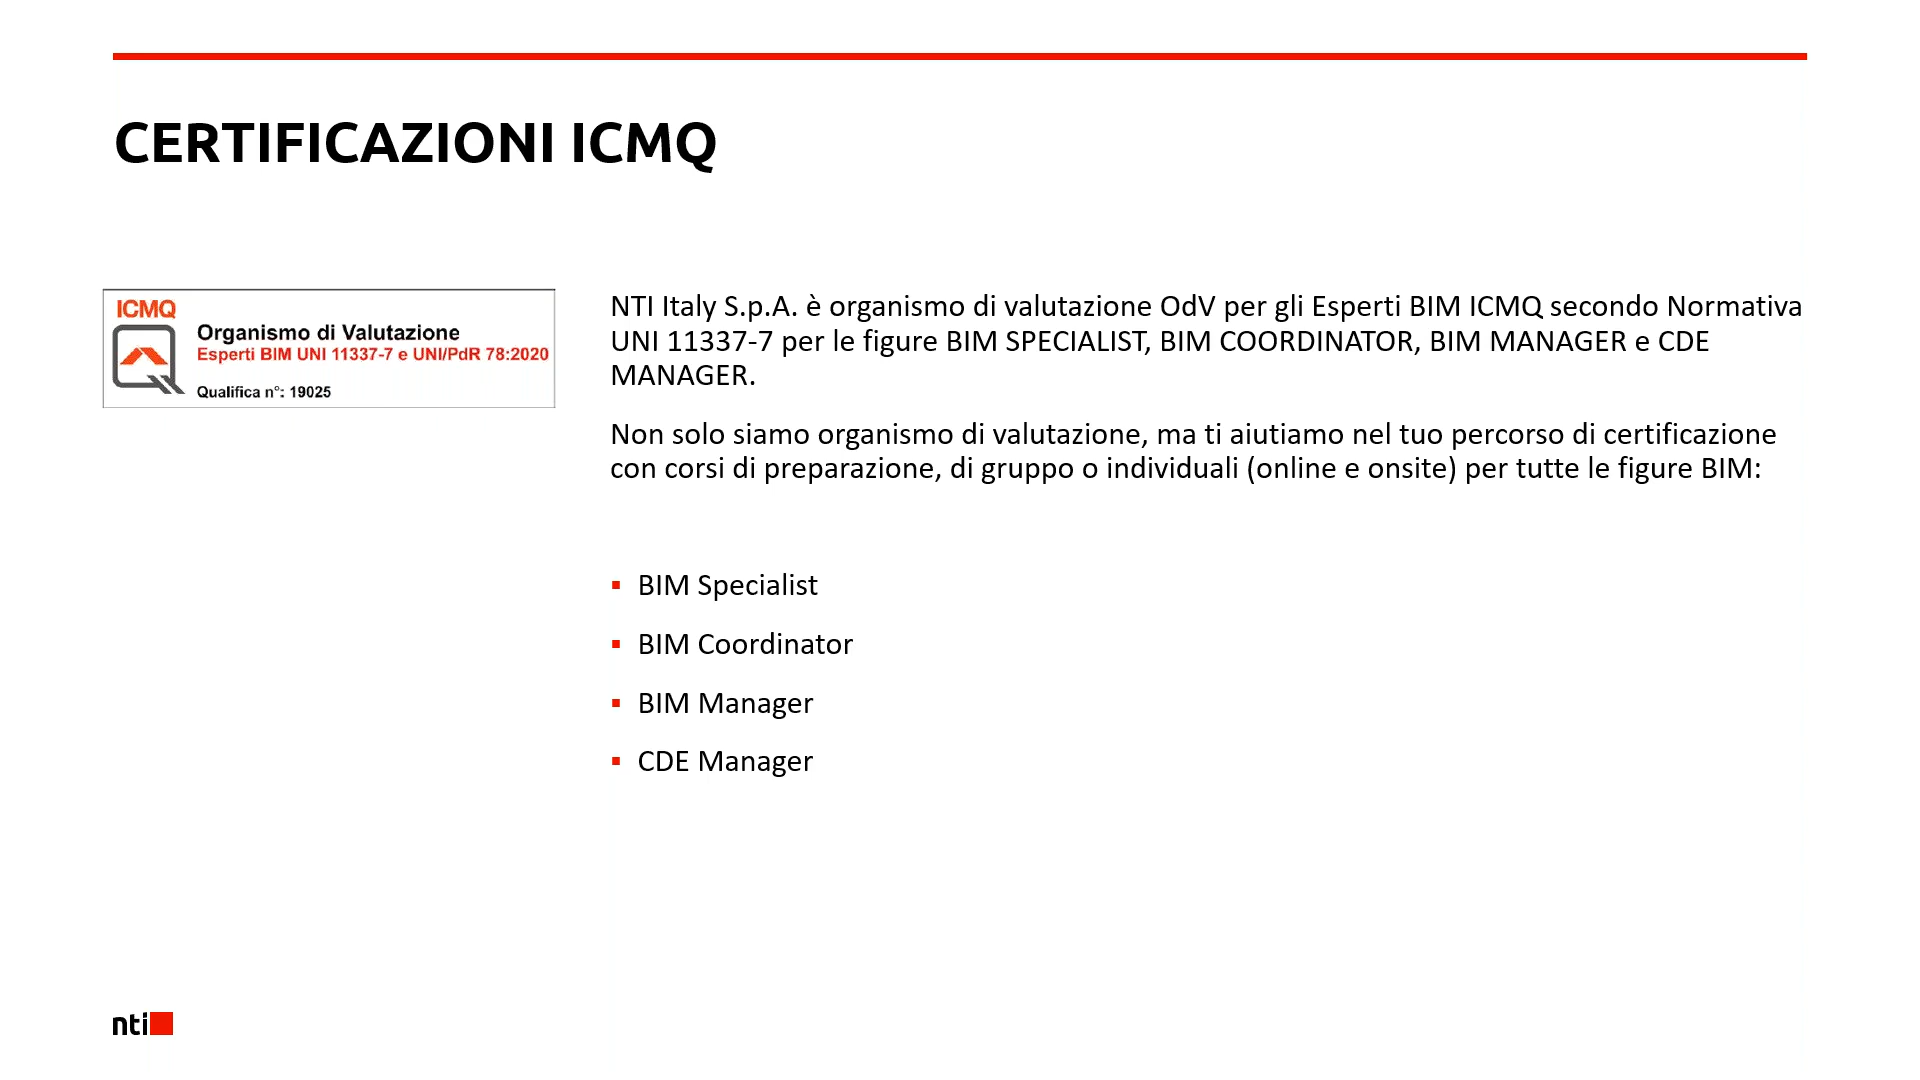 CERTIFICAZIONI ICMQ
ICMQ
Organismo di Valutazione
Esperti BIM UNI 11337-7 e UNI/PdR 78:2020
Qualifica n°: 19025
NTI Italy S.p.A. è organismo di valutazione OdV per gli Esperti BIM ICMQ secondo Normativa
UNI 11337-7 per le figure BIM SPECIALIST, BIM COORDINATOR, BIM MANAGER e CDE
MANAGER.
Non solo siamo organismo di valutazione, ma ti aiutiamo nel tuo percorso di certificazione
con corsi di preparazione, di gruppo o individuali (online e onsite) per tutte le figure BIM:
▪ BIM Specialist
▪ BIM Coordinator
▪ BIM Manager
▪ CDE Manager
nti